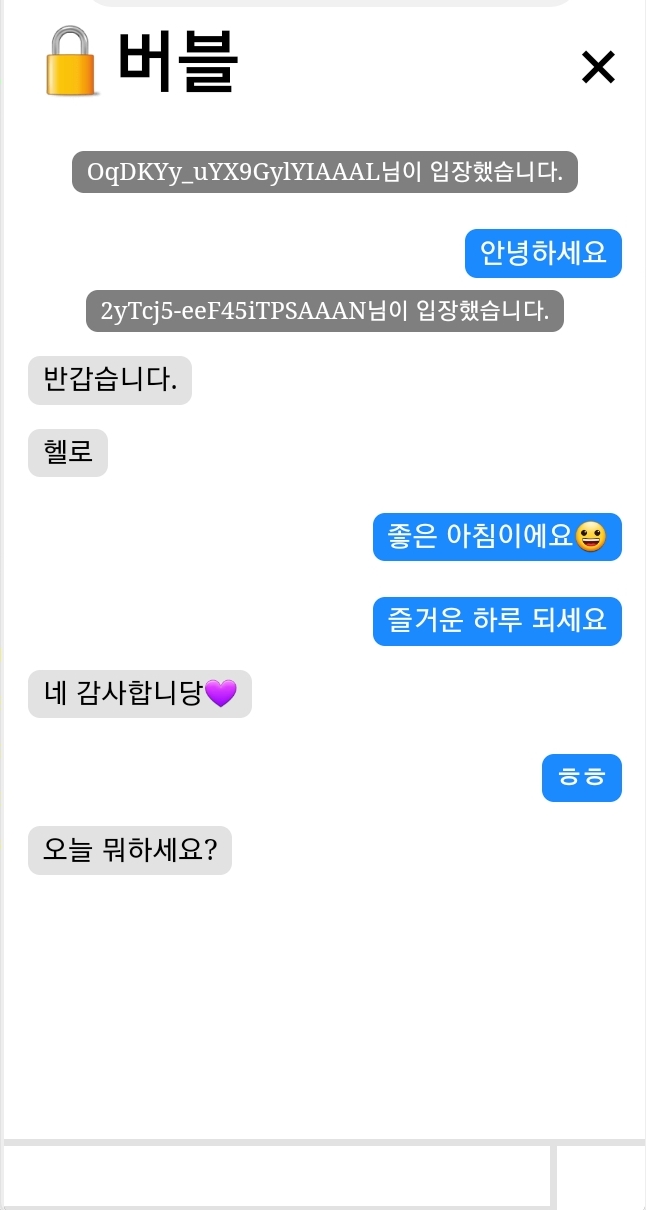 🔒 버블 ×
OqDKYy_uYX9GylYIAAAL님이 입장했습니다.
안녕하세요
2yTcj5-eeF45iTPSAAAN님이 입장했습니다.
반갑습니다.
헬로
좋은 아침이에요😀
즐거운 하루 되세요
네 감사합니당💜
ㅎㅎ
오늘 뭐하세요?